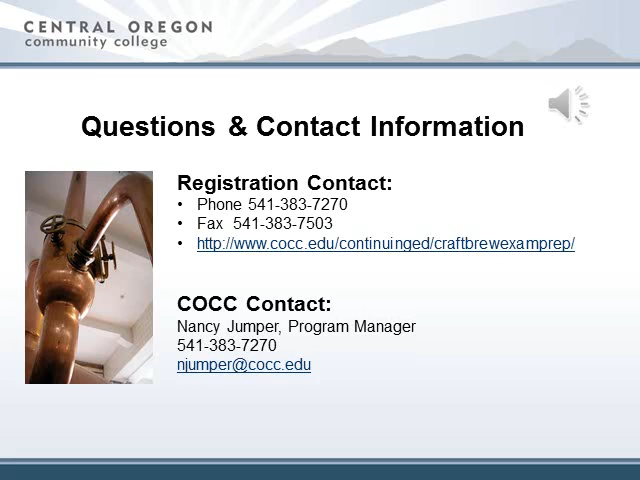 CENTRAL OREGON
community college
Questions & Contact Information
Registration Contact:
• Phone 541-383-7270
• Fax 541-383-7503
• http://www.cocc.edu/continuinged/craftbrewexamprep/
COCC Contact:
Nancy Jumper, Program Manager
541-383-7270
njumper@cocc.edu